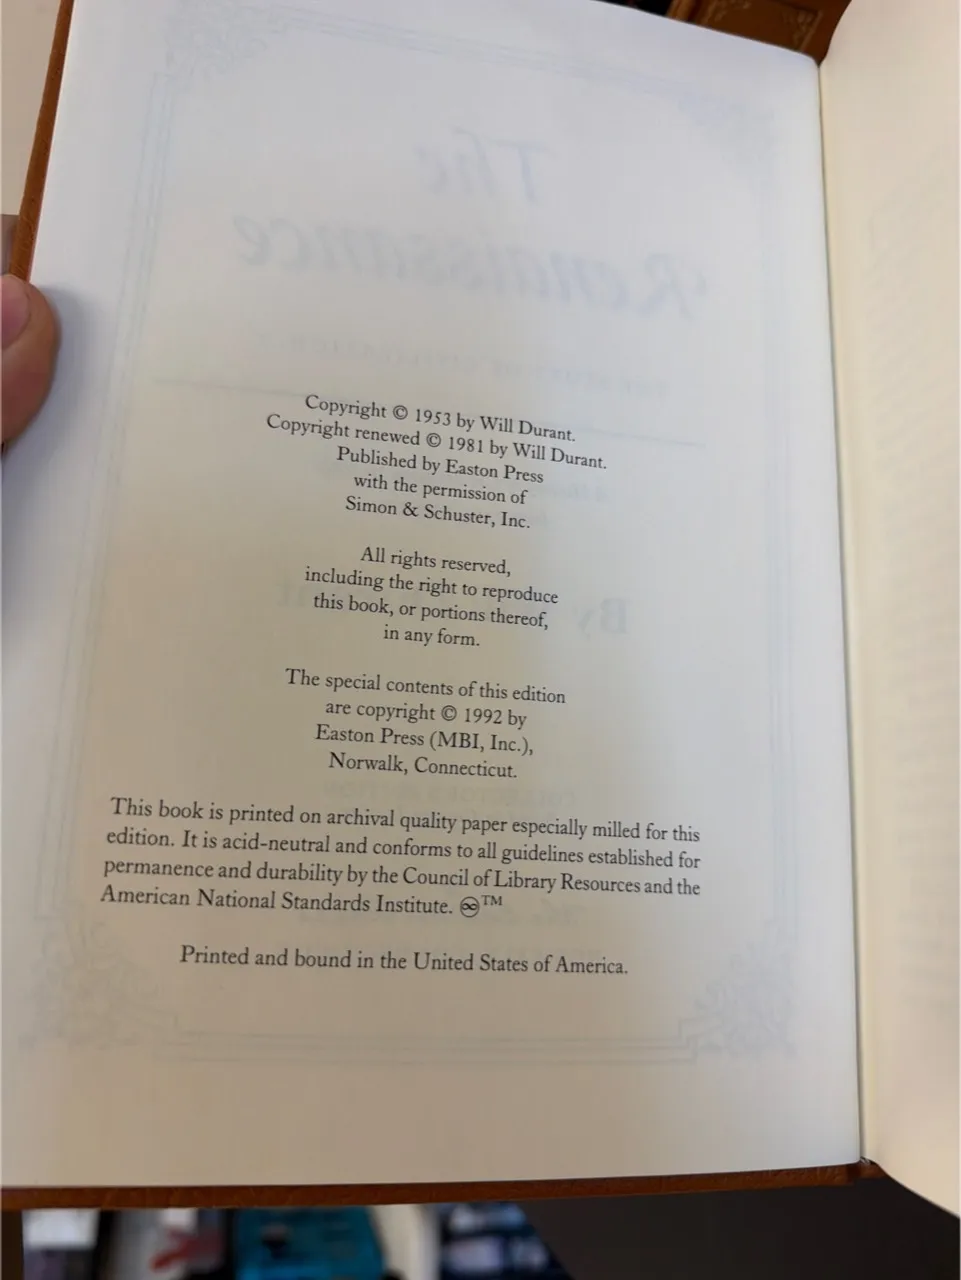 The
Renaissance
Copyright © 1953 by Will Durant.
Copyright renewed © 1981 by Will Durant.
Published by Easton Press
with the permission of
Simon & Schuster, Inc.
All rights reserved,
including the right to reproduce
this book, or portions thereof,
in any form.
The special contents of this edition
are copyright © 1992 by
Easton Press (MBI, Inc.),
Norwalk, Connecticut.
This book is printed on archival quality paper especially milled for this
edition. It is acid-neutral and conforms to all guidelines established for
permanence and durability by the Council of Library Resources and the
American National Standards Institute. ♾™
Printed and bound in the United States of America.